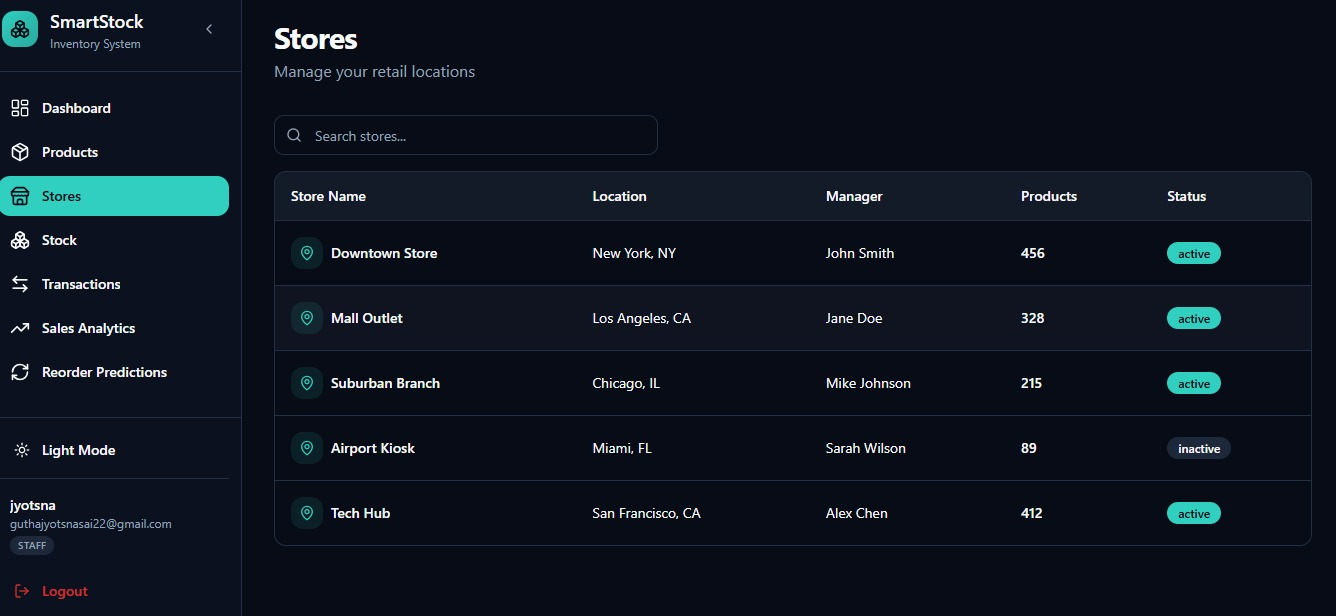 SmartStock
Inventory System
Dashboard
Products
Stores
Stock
Transactions
Sales Analytics
Reorder Predictions
Light Mode
jyotsna
guthajyotsnasai22@gmail.com
STAFF
Logout
Stores
Manage your retail locations
Search stores...
Store Name Location Manager Products Status
Downtown Store New York, NY John Smith 456 active
Mall Outlet Los Angeles, CA Jane Doe 328 active
Suburban Branch Chicago, IL Mike Johnson 215 active
Airport Kiosk Miami, FL Sarah Wilson 89 inactive
Tech Hub San Francisco, CA Alex Chen 412 active